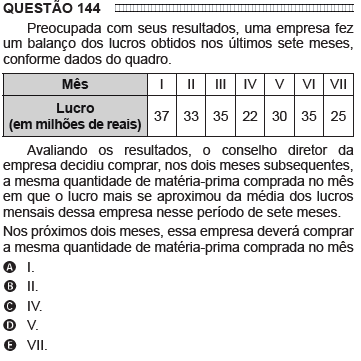 QUESTÃO 144
Preocupada com seus resultados, uma empresa fez
um balanço dos lucros obtidos nos últimos sete meses,
conforme dados do quadro.
Mês I II III IV V VI VII
Lucro
(em milhões de reais) 37 33 35 22 30 35 25
Avaliando os resultados, o conselho diretor da
empresa decidiu comprar, nos dois meses subsequentes,
a mesma quantidade de matéria-prima comprada no mês
em que o lucro mais se aproximou da média dos lucros
mensais dessa empresa nesse período de sete meses.
Nos próximos dois meses, essa empresa deverá comprar
a mesma quantidade de matéria-prima comprada no mês
A I.
B II.
C IV.
D V.
E VII.